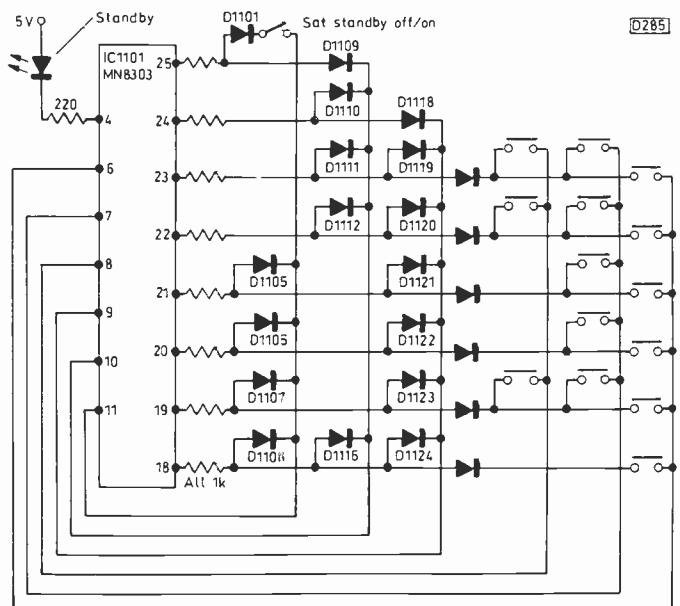 5V
Standby
D1101
Sat standby off/on
D285
IC1101
MN8303
25
D1109
D1110
D1118
220
4
24
D1111
D1119
6
23
D1112
D1120
7
22
8
D1105
D1121
21
9
D1106
D1122
20
10
D1107
D1123
11
19
D1108
D1116
D1124
18
All 1k